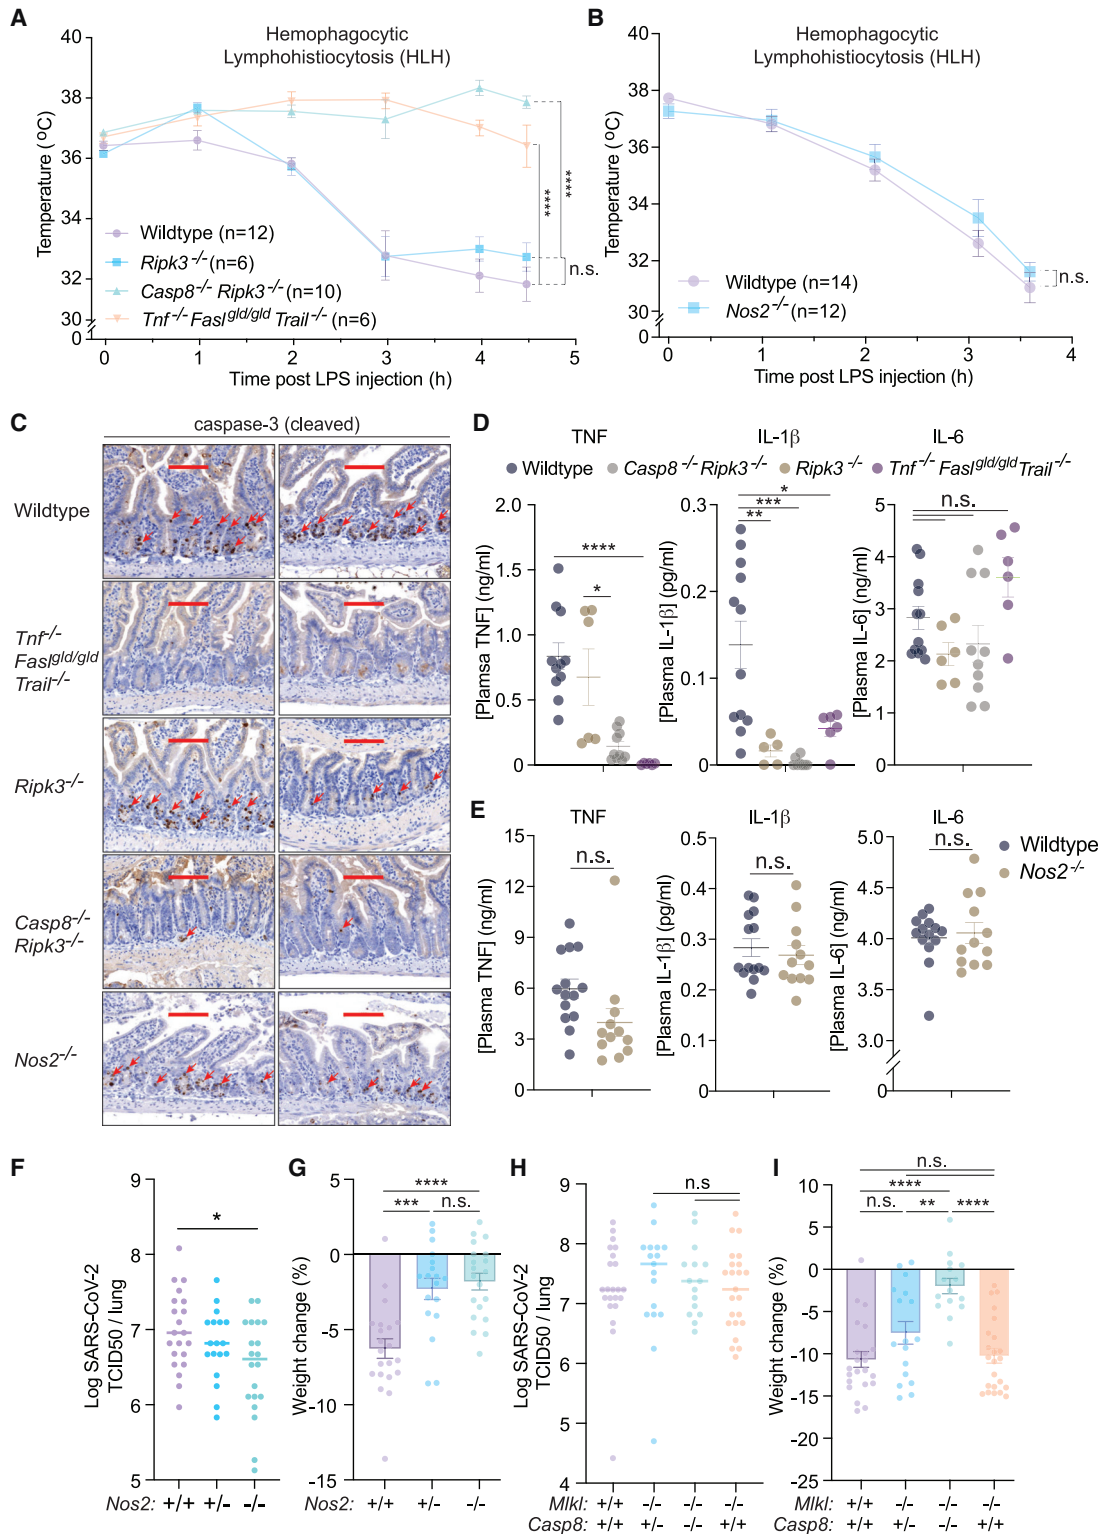 A
Hemophagocytic
Lymphohistiocytosis (HLH)
Temperature (°C)
40
38
36
34
32
30
0
Wildtype (n=12)
Ripk3-/- (n=6)
Casp8-/- Ripk3-/- (n=10)
Tnf-/- Faslgld/gld Trail-/- (n=6)
****
****
n.s.
0 1 2 3 4 5
Time post LPS injection (h)
B
Hemophagocytic
Lymphohistiocytosis (HLH)
Temperature (°C)
40
38
36
34
32
30
0
Wildtype (n=14)
Nos2-/- (n=12)
n.s.
0 1 2 3 4
Time post LPS injection (h)
C
caspase-3 (cleaved)
Wildtype
Tnf-/-
Faslgld/gld
Trail-/-
Ripk3-/-
Casp8-/-
Ripk3-/-
Nos2-/-
D
TNF IL-1β IL-6
Wildtype Casp8-/-Ripk3-/- Ripk3-/- Tnf-/- Faslgld/gldTrail-/-
[Plamsa TNF] (ng/ml)
2.0
1.5
1.0
0.5
0
****
*
[Plasma IL-1β] (pg/ml)
0.3
0.2
0.1
0
*
***
**
[Plasma IL-6] (ng/ml)
5
4
3
2
1
0
n.s.
E
TNF IL-1β IL-6
Wildtype
Nos2-/-
[Plasma TNF] (ng/ml)
15
12
9
6
3
0
n.s.
[Plasma IL-1β] (pg/ml)
0.5
0.4
0.3
0.2
0.1
0
n.s.
[Plasma IL-6] (ng/ml)
5.0
4.5
4.0
3.5
3.0
0
n.s.
F
Log SARS-CoV-2
TCID50 / lung
9
8
7
6
5
*
Nos2: +/+ +/- -/-
G
Weight change (%)
5
0
-5
-10
-15
****
*** n.s.
Nos2: +/+ +/- -/-
H
Log SARS-CoV-2
TCID50 / lung
9
8
7
6
5
4
n.s
Mlkl: +/+ -/- -/- -/-
Casp8: +/+ +/- -/- +/+
I
Weight change (%)
10
5
0
-5
-10
-15
-20
-25
n.s.
****
n.s. ** ****
Mlkl: +/+ -/- -/- -/-
Casp8: +/+ +/- -/- +/+